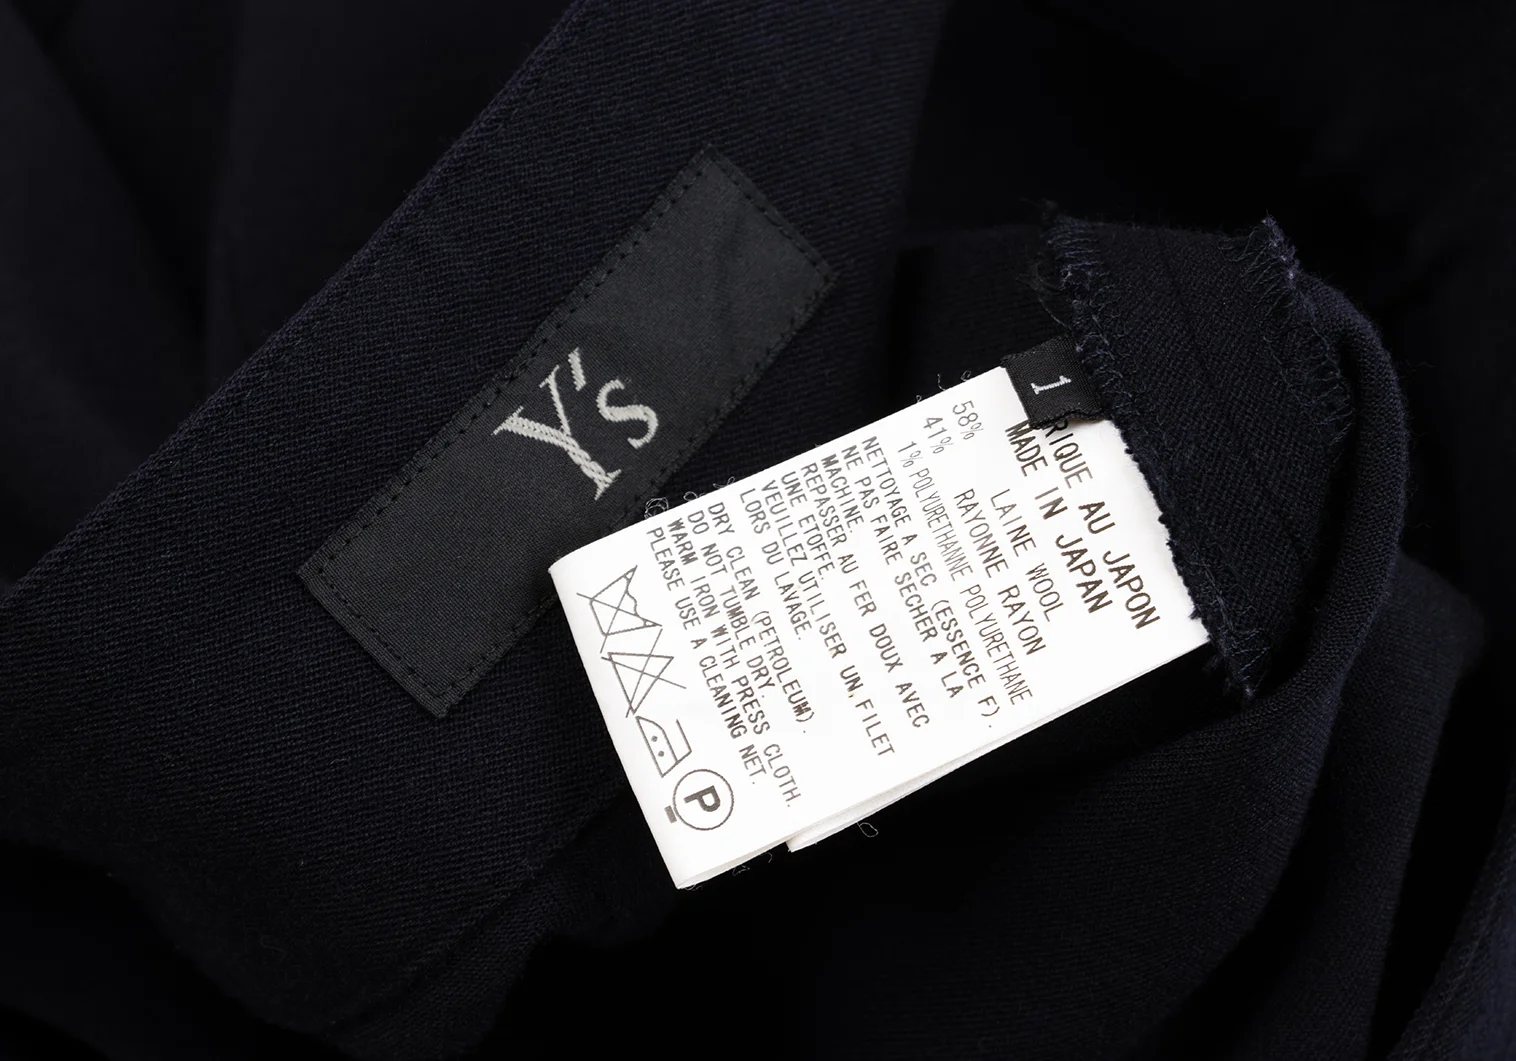 Y's
1
RIQUE AU JAPON
MADE IN JAPAN
58% LAINE WOOL
41% RAYONNE RAYON
1% POLYURETHANNE POLYURETHANE
NETTOYAGE A SEC (ESSENCE F).
NE PAS FAIRE SECHER A LA
MACHINE.
REPASSER AU FER DOUX AVEC
UNE ETOFFE.
VEUILLEZ UTILISER UN,FILET
LORS DU LAVAGE.
DRY CLEAN (PETROLEUM).
DO NOT TUMBLE DRY.
WARM IRON WITH PRESS CLOTH.
PLEASE USE A CLEANING NET.
P